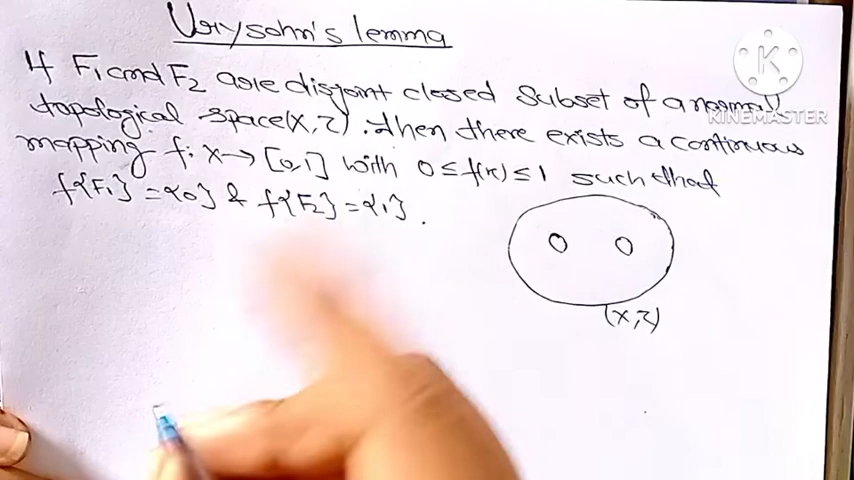 Urysohn's lemma
If F₁ and F₂ are disjoint closed subset of a normal
topological space (X, τ). Then there exists a continuous
mapping f: X → [0,1] with 0 ≤ f(x) ≤ 1 such that
f{F₁} = {0} & f{F₂} = {1}.
(X, τ)
K
KINEMASTER